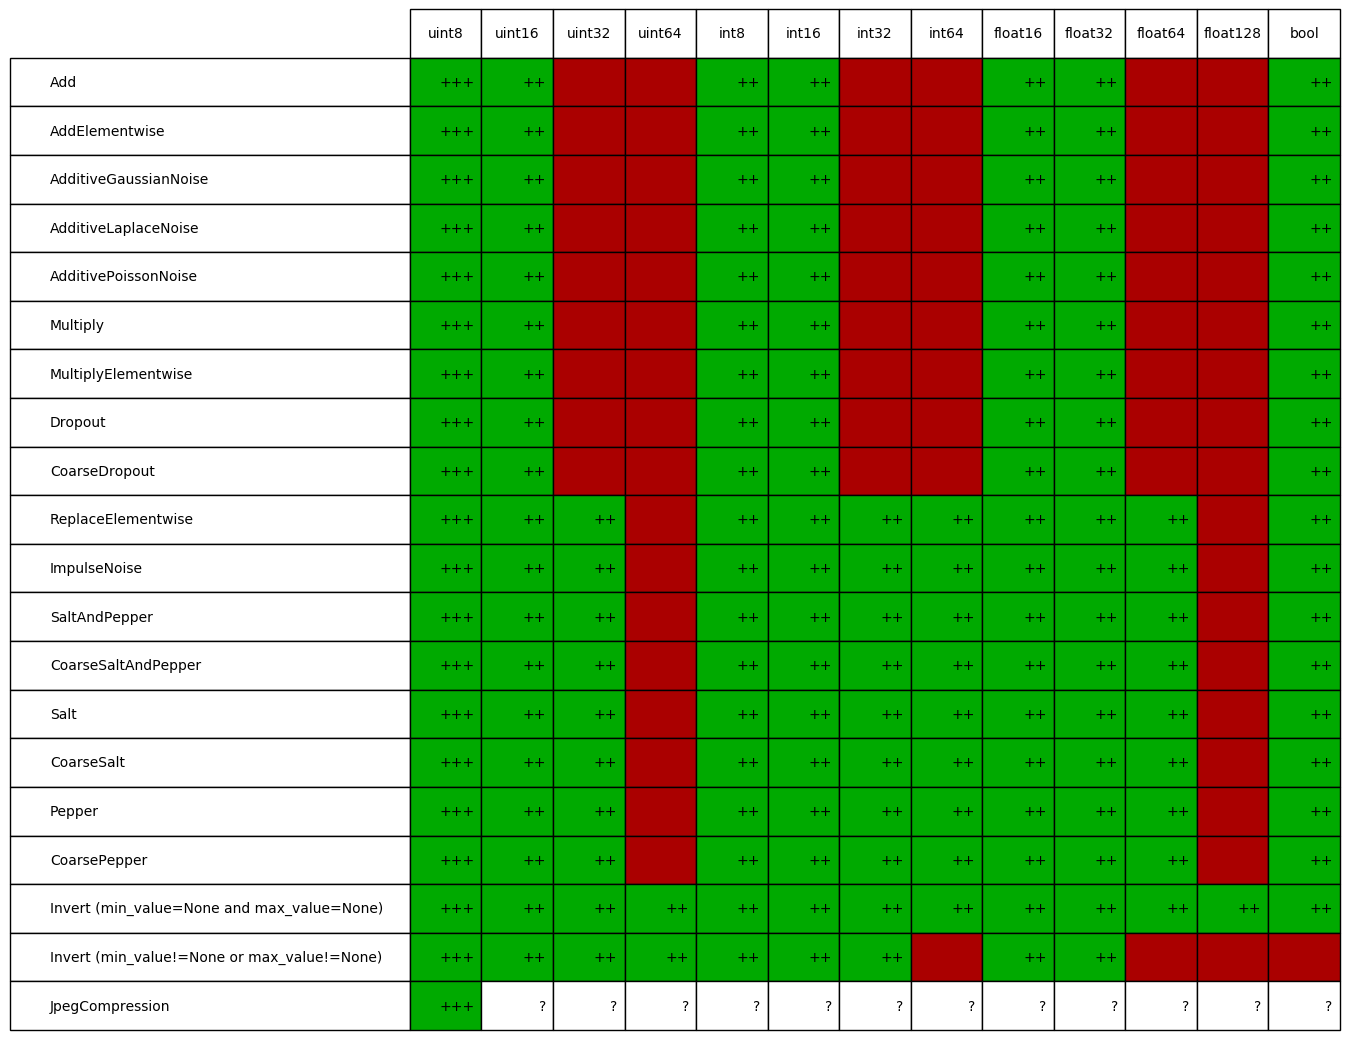 uint8 uint16 uint32 uint64 int8 int16 int32 int64 float16 float32 float64 float128 bool
Add +++ ++ ++ ++ ++ ++ ++
AddElementwise +++ ++ ++ ++ ++ ++ ++
AdditiveGaussianNoise +++ ++ ++ ++ ++ ++ ++
AdditiveLaplaceNoise +++ ++ ++ ++ ++ ++ ++
AdditivePoissonNoise +++ ++ ++ ++ ++ ++ ++
Multiply +++ ++ ++ ++ ++ ++ ++
MultiplyElementwise +++ ++ ++ ++ ++ ++ ++
Dropout +++ ++ ++ ++ ++ ++ ++
CoarseDropout +++ ++ ++ ++ ++ ++ ++
ReplaceElementwise +++ ++ ++ ++ ++ ++ ++ ++ ++ ++ ++
ImpulseNoise +++ ++ ++ ++ ++ ++ ++ ++ ++ ++ ++
SaltAndPepper +++ ++ ++ ++ ++ ++ ++ ++ ++ ++ ++
CoarseSaltAndPepper +++ ++ ++ ++ ++ ++ ++ ++ ++ ++ ++
Salt +++ ++ ++ ++ ++ ++ ++ ++ ++ ++ ++
CoarseSalt +++ ++ ++ ++ ++ ++ ++ ++ ++ ++ ++
Pepper +++ ++ ++ ++ ++ ++ ++ ++ ++ ++ ++
CoarsePepper +++ ++ ++ ++ ++ ++ ++ ++ ++ ++ ++
Invert (min_value=None and max_value=None) +++ ++ ++ ++ ++ ++ ++ ++ ++ ++ ++ ++ ++
Invert (min_value!=None or max_value!=None) +++ ++ ++ ++ ++ ++ ++ ++ ++
JpegCompression +++ ? ? ? ? ? ? ? ? ? ? ? ?